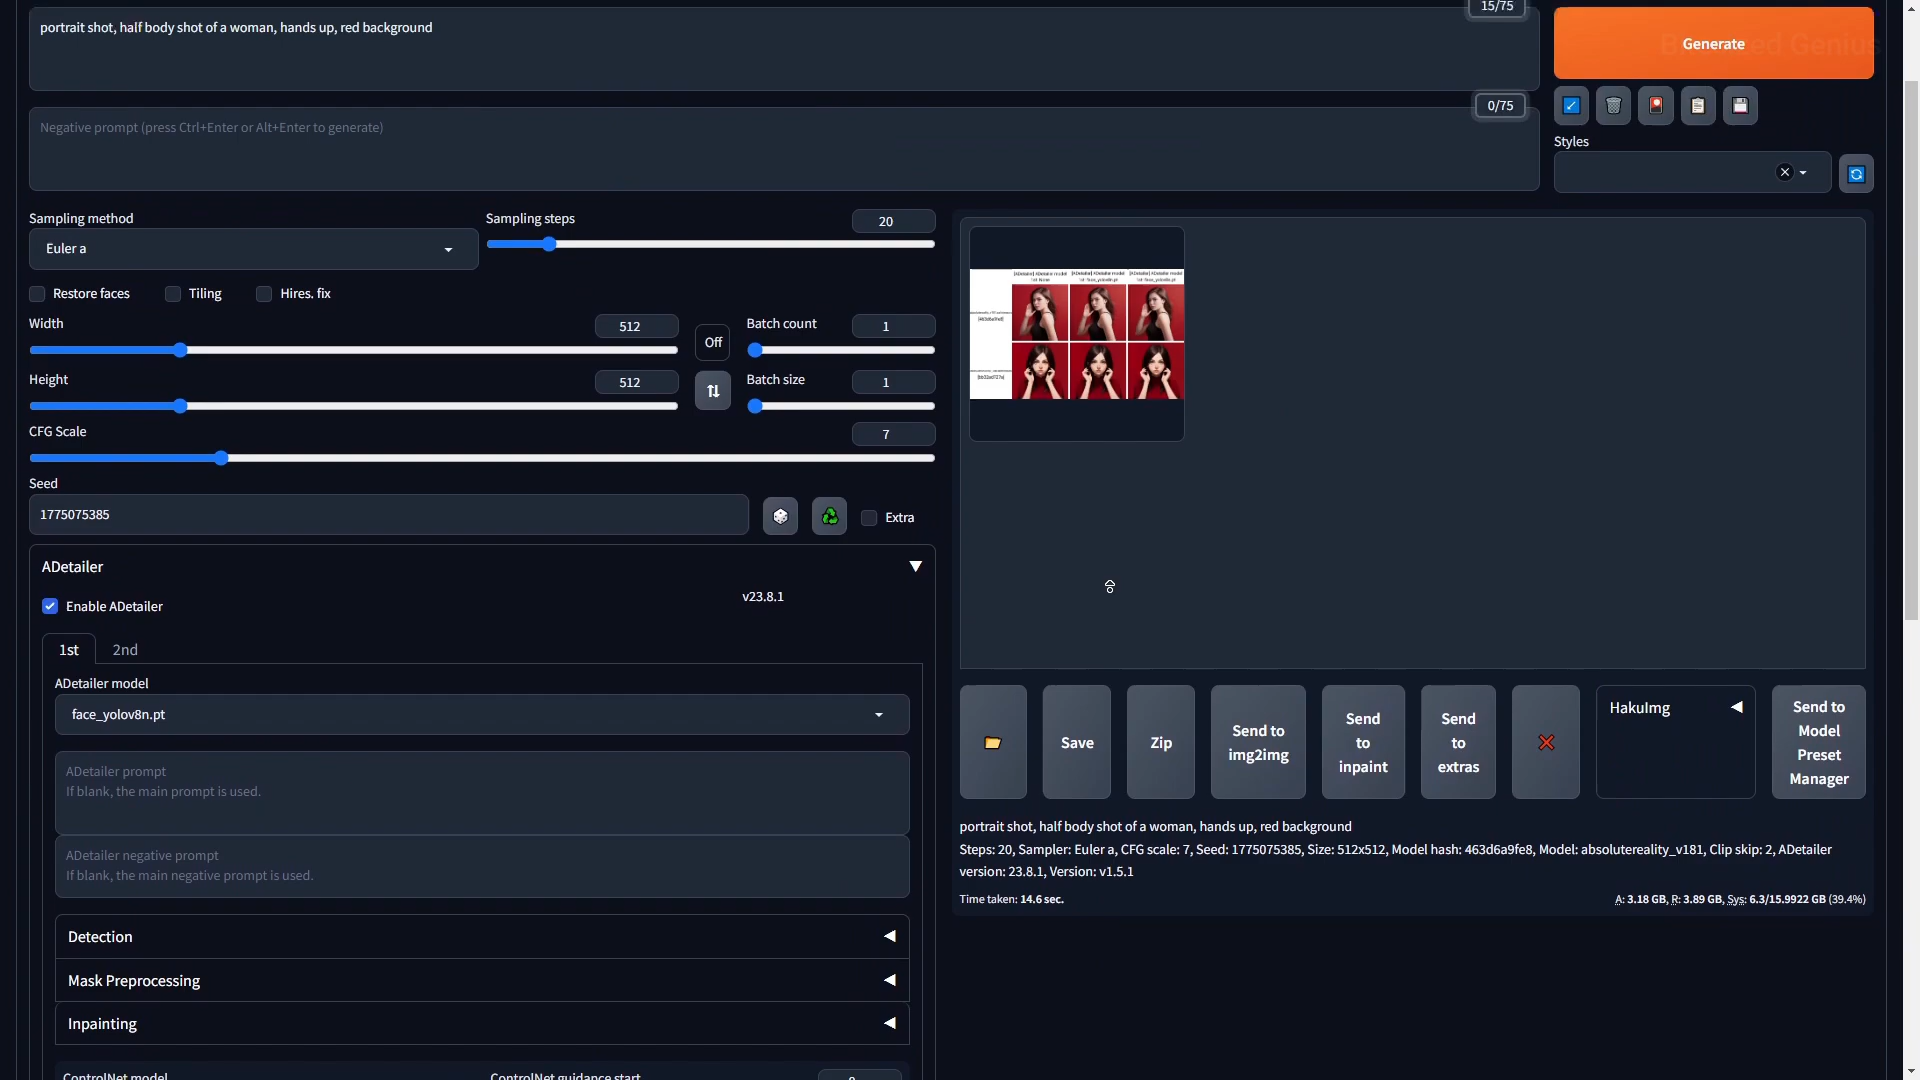 portrait shot, half body shot of a woman, hands up, red background
15/75
Generate
Negative prompt (press Ctrl+Enter or Alt+Enter to generate)
0/75
Styles
Sampling method
Sampling steps
20
Euler a
Restore faces
Tiling
Hires. fix
Width
512
Off
Batch count
1
Height
512
Batch size
1
CFG Scale
7
Seed
1775075385
Extra
ADetailer
Enable ADetailer
v23.8.1
1st
2nd
ADetailer model
face_yolov8n.pt
ADetailer prompt
If blank, the main prompt is used.
ADetailer negative prompt
If blank, the main negative prompt is used.
Detection
Mask Preprocessing
Inpainting
ControlNet model
ControlNet guidance start
0
Save
Zip
Send to img2img
Send to inpaint
Send to extras
HakuImg
Send to Model Preset Manager
portrait shot, half body shot of a woman, hands up, red background
Steps: 20, Sampler: Euler a, CFG scale: 7, Seed: 1775075385, Size: 512x512, Model hash: 463d6a9fe8, Model: absolutereality_v181, Clip skip: 2, ADetailer
version: 23.8.1, Version: v1.5.1
Time taken: 14.6 sec.
A: 3.18 GB, R: 3.89 GB, Sys: 6.3/15.9922 GB (39.4%)